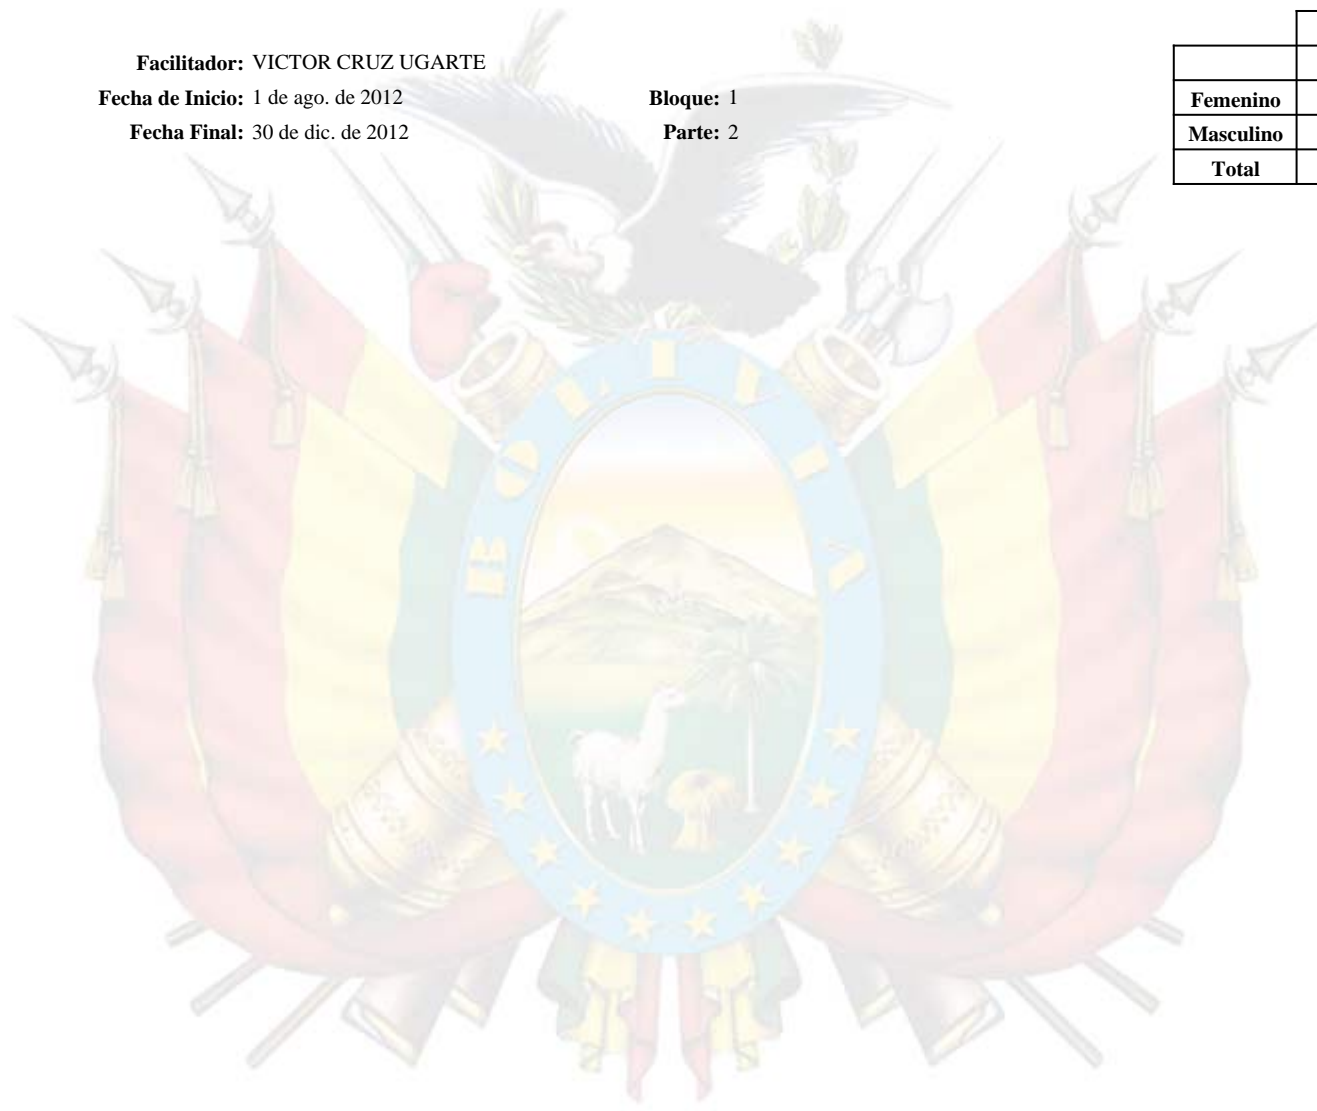 Facilitador: VICTOR CRUZ UGARTE
Fecha de Inicio: 1 de ago. de 2012 Bloque: 1
Fecha Final: 30 de dic. de 2012 Parte: 2
Femenino
Masculino
Total
BOLIVIA